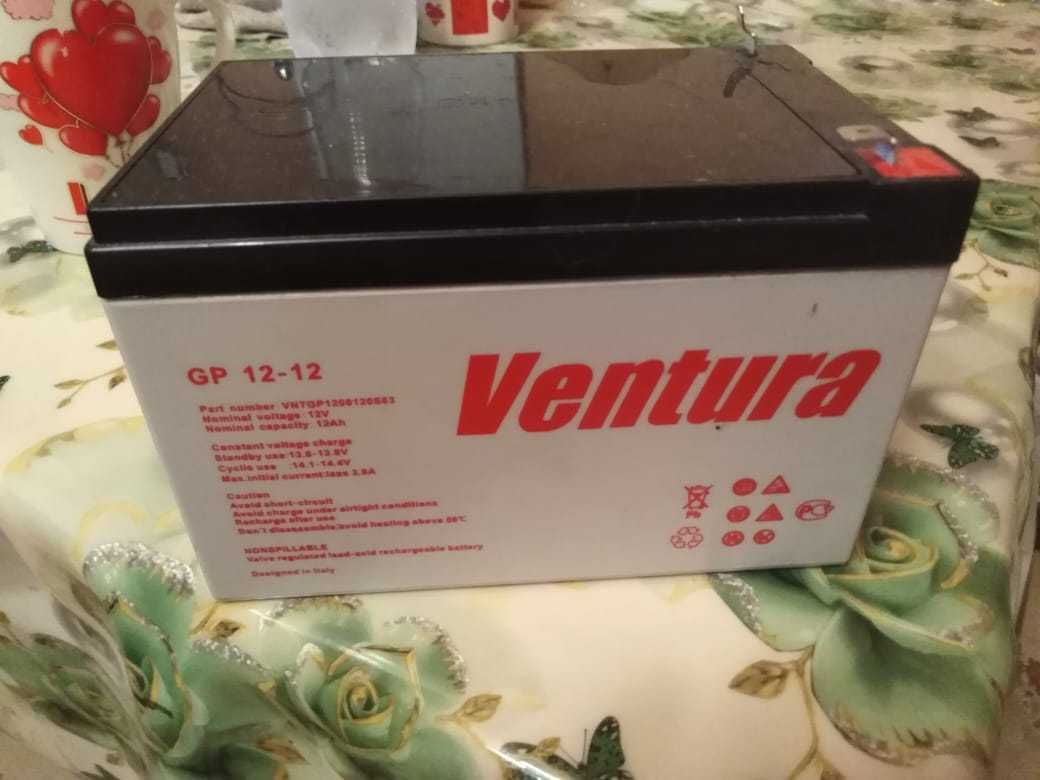 Ventura
GP 12-12
Part number VNTGP1200120S03
Nominal voltage 12V
Nominal capacity 12Ah
Constant voltage charge
Standby use:13.6-13.8V
Cyclic use :14.1-14.4V
Max.initial current:less 3.6A
Caution
Avoid short-circuit
Avoid charge under airtight conditions
Recharge after use
Don't disassemble;avoid heating above 50℃
NONSPILLABLE
Valve regulated lead-acid rechargeable battery
Designed in Italy
Pb